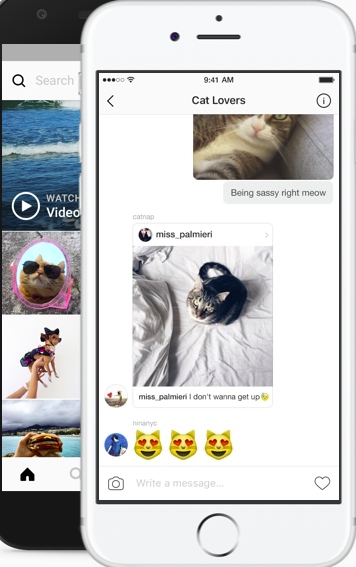 Search
WATCH
Video
9:41 AM
Cat Lovers
Being sassy right meow
catnap
miss_palmieri
miss_palmieri I don't wanna get up😴
ninanyc
😻 😻 😻
Write a message...